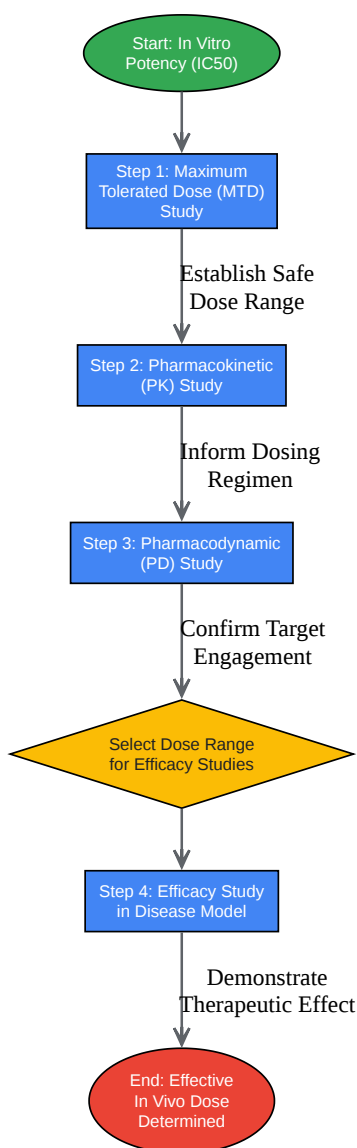 Start: In Vitro
Potency (IC50)
Step 1: Maximum
Tolerated Dose (MTD)
Study
Establish Safe
Dose Range
Step 2: Pharmacokinetic
(PK) Study
Inform Dosing
Regimen
Step 3: Pharmacodynamic
(PD) Study
Confirm Target
Engagement
Select Dose Range
for Efficacy Studies
Step 4: Efficacy Study
in Disease Model
Demonstrate
Therapeutic Effect
End: Effective
In Vivo Dose
Determined